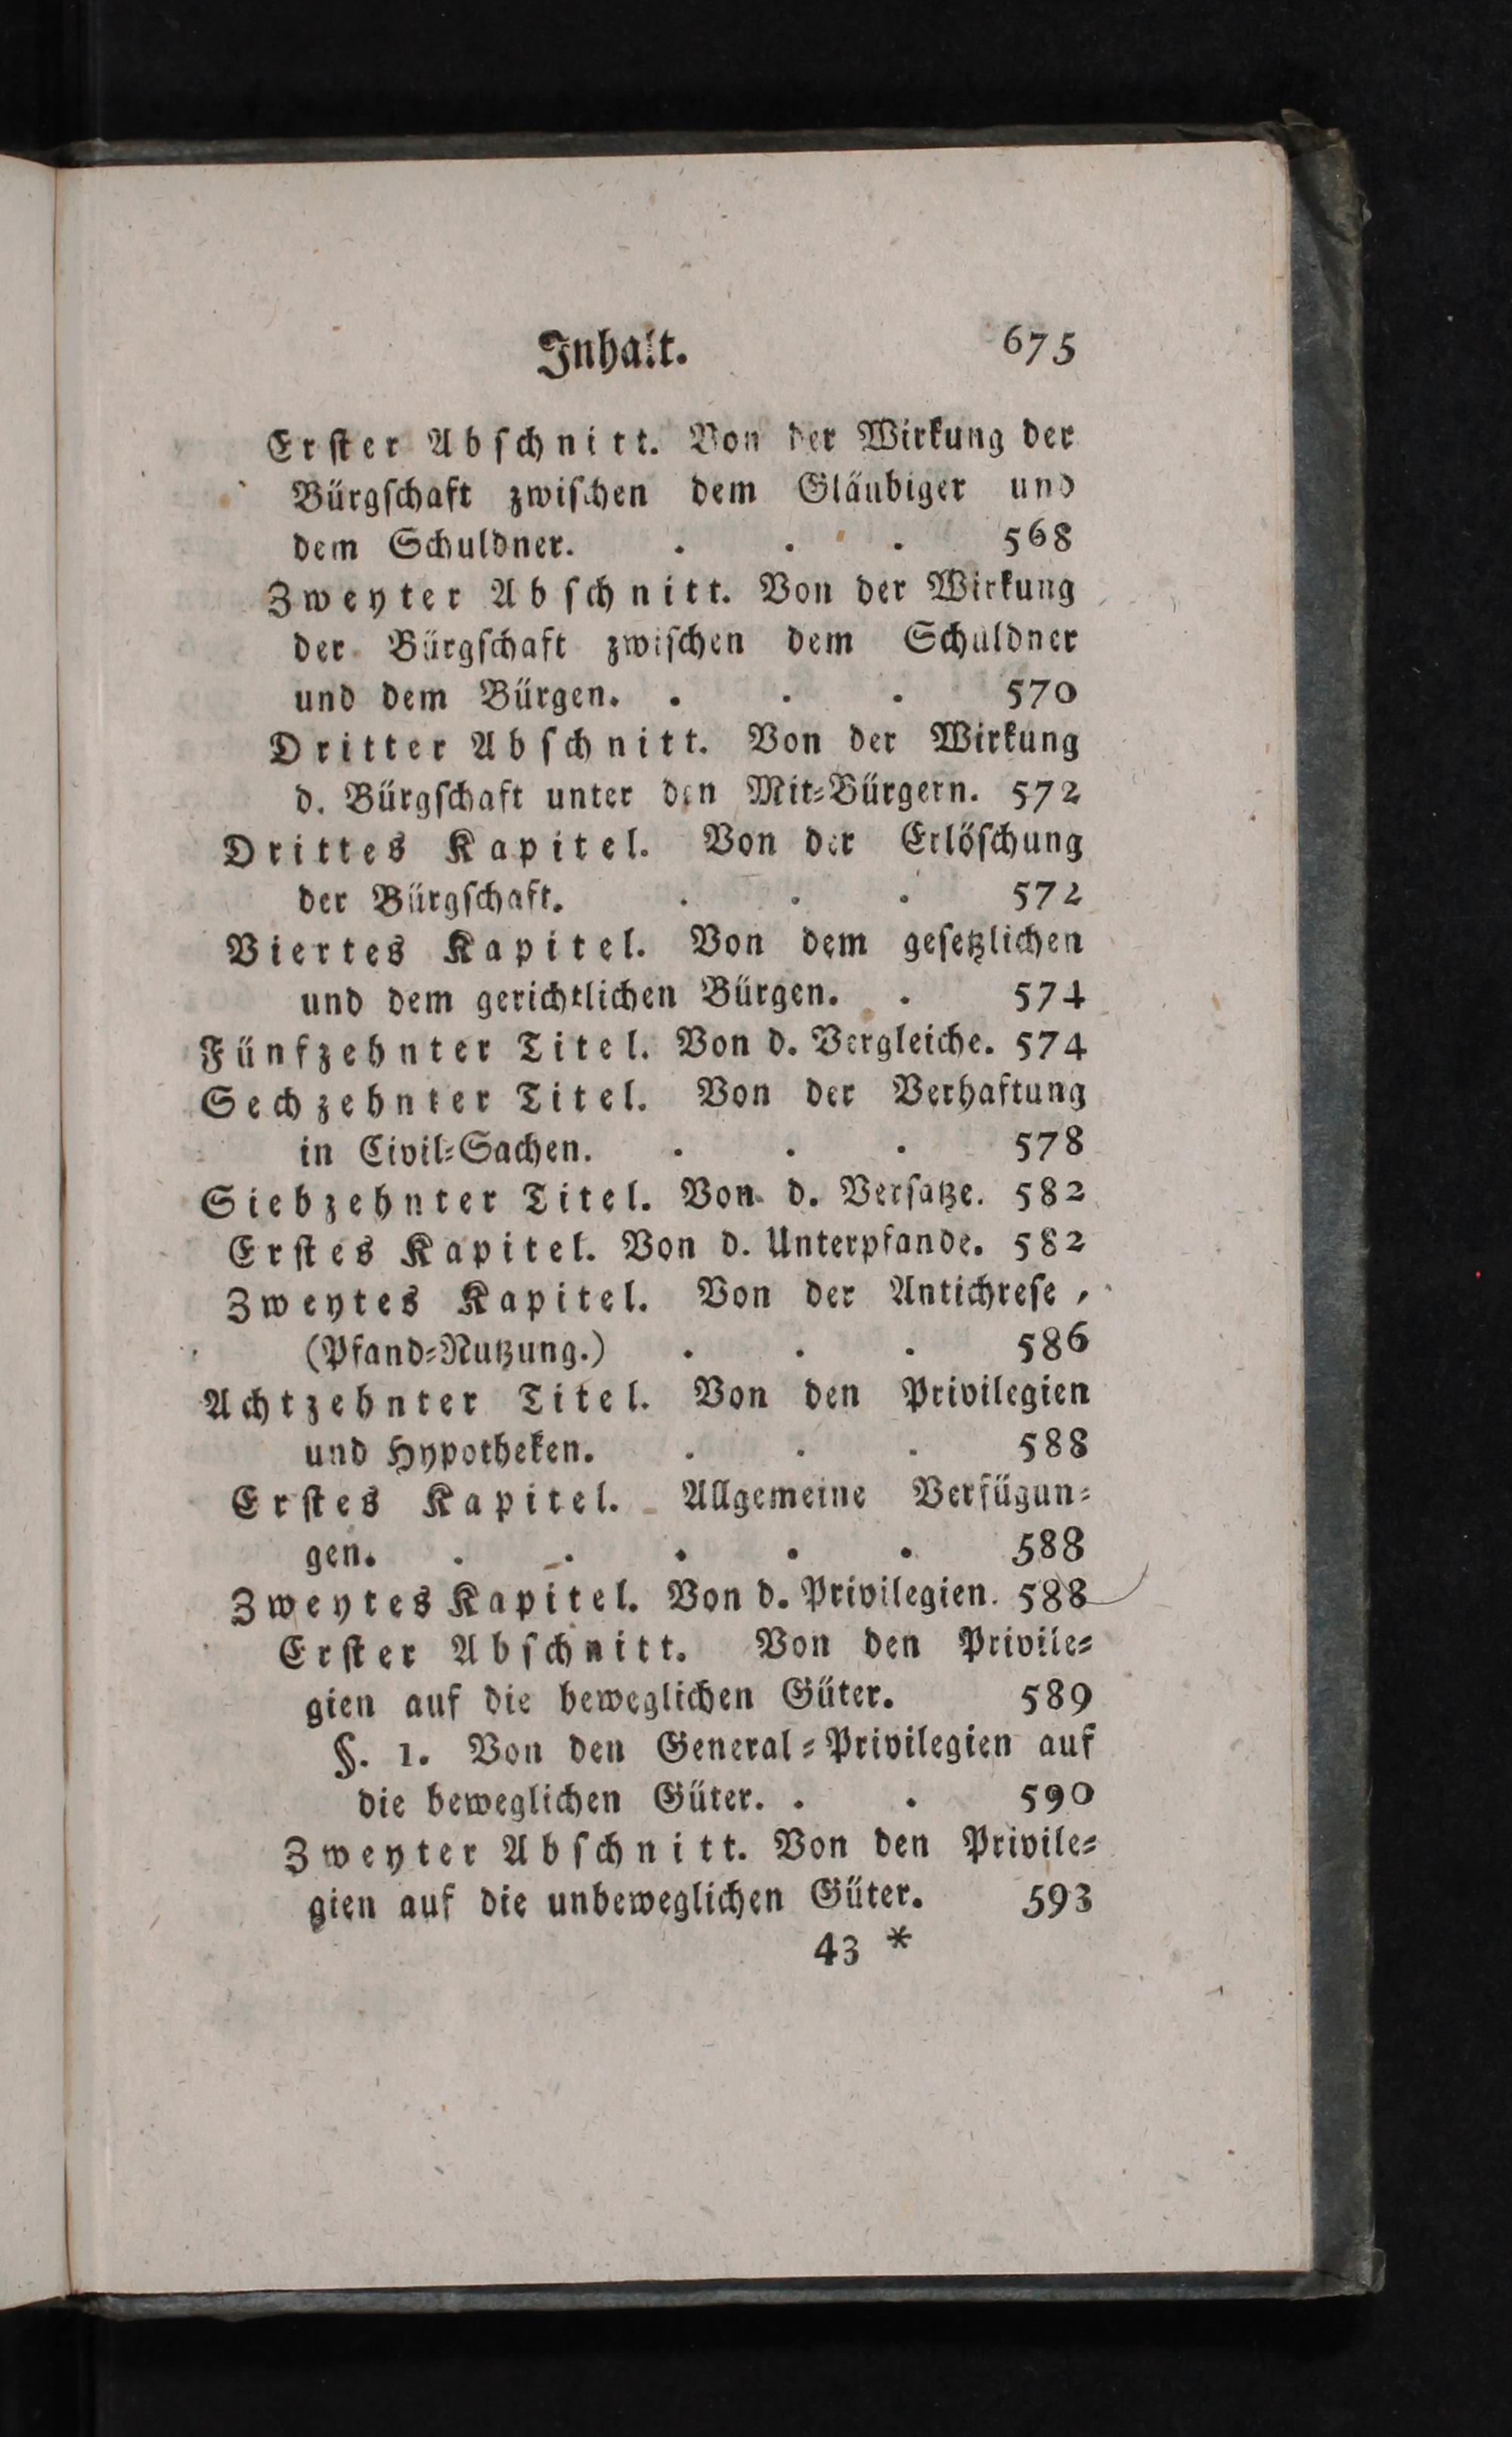 Inhalt. 675
Erſter Abſchnitt. Von der Wirkung der
Bürgſchaft zwiſchen dem Gläubiger und
dem Schuldner. . . . 568
Zweyter Abſchnitt. Von der Wirkung
der Bürgſchaft zwiſchen dem Schuldner
und dem Bürgen. . . . 570
Dritter Abſchnitt. Von der Wirkung
d. Bürgſchaft unter den Mit-Bürgern. 572
Drittes Kapitel. Von der Erlöſchung
der Bürgſchaft. . . . 572
Viertes Kapitel. Von dem geſetzlichen
und dem gerichtlichen Bürgen. . 574
Fünfzehnter Titel. Von d. Vergleiche. 574
Sechzehnter Titel. Von der Verhaftung
in Civil-Sachen. . . . 578
Siebzehnter Titel. Von d. Verſatze. 582
Erſtes Kapitel. Von d. Unterpfande. 582
Zweytes Kapitel. Von der Antichreſe,
(Pfand-Nutzung.) . . . 586
Achtzehnter Titel. Von den Privilegien
und Hypotheken. . . . 588
Erſtes Kapitel. Allgemeine Verfügun-
gen. . . . . . 588
Zweytes Kapitel. Von d. Privilegien. 588
Erſter Abſchnitt. Von den Privile-
gien auf die beweglichen Güter. 589
§. 1. Von den General-Privilegien auf
die beweglichen Güter. . . 590
Zweyter Abſchnitt. Von den Privile-
gien auf die unbeweglichen Güter. 593
43 *